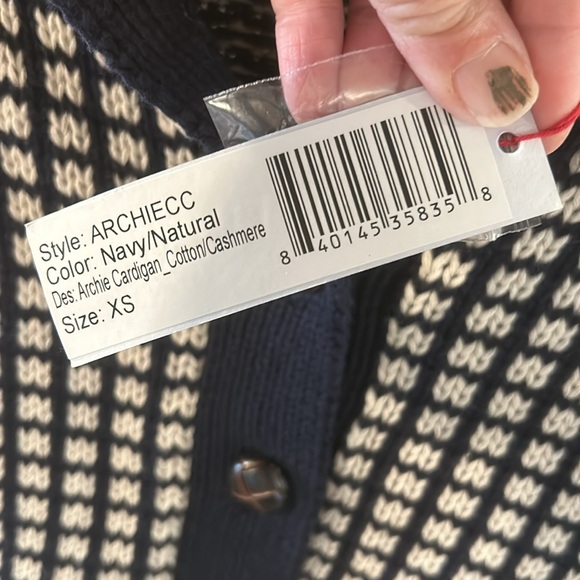 Style: ARCHIECC
Color: Navy/Natural
Des: Archie Cardigan_Cotton/Cashmere
Size: XS
8 40145 35835 8